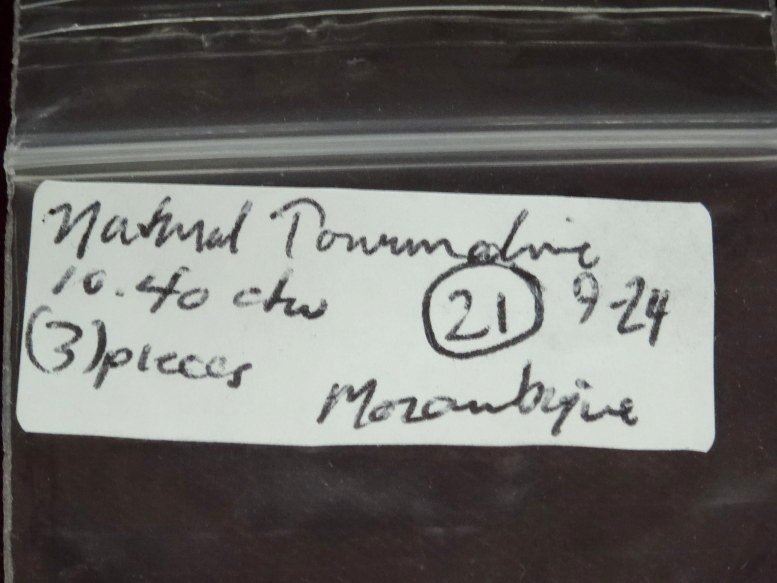 Natural Tourmaline
10.40 ctw (21) 9-24
(3) pieces
Mozambique